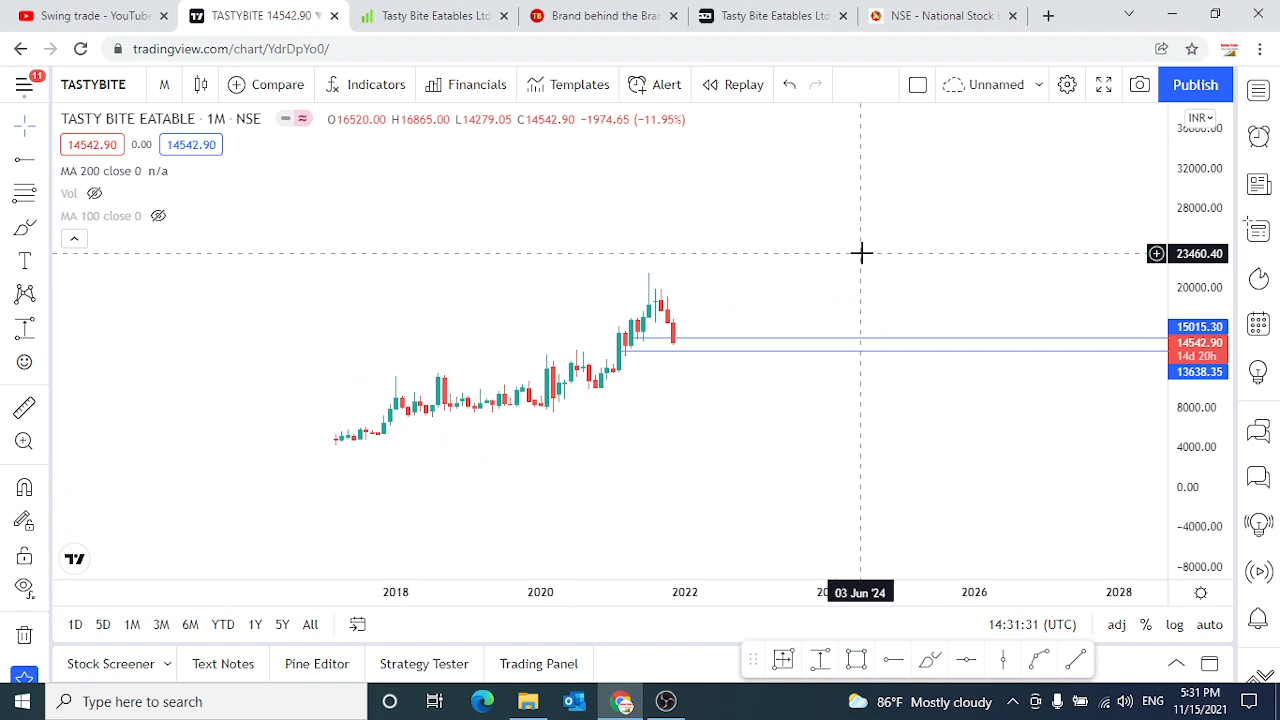 Swing trade - YouTube
TASTYBITE 14542.90 ▼
Tasty Bite Eatables Ltd
Brand behind the Bra
Tasty Bite Eatables Ltd
NSE - National Stock E
tradingview.com/chart/YdrDpYo0/
11
TASTYBITE
M
Compare
Indicators
Financials
Templates
Alert
Replay
Unnamed
Publish
TASTY BITE EATABLE · 1M · NSE
O16520.00 H16865.00 L14279.05 C14542.90 −1974.65 (−11.95%)
INR
14542.90
0.00
14542.90
MA 200 close 0 n/a
Vol
MA 100 close 0
36000.00
32000.00
28000.00
23460.40
20000.00
15015.30
14542.90
14d 20h
13638.35
8000.00
4000.00
0.00
−4000.00
−8000.00
2018
2020
2022
03 Jun '24
2026
2028
1D
5D
1M
3M
6M
YTD
1Y
5Y
All
14:31:31 (UTC)
adj
%
log
auto
Stock Screener
Text Notes
Pine Editor
Strategy Tester
Trading Panel
Type here to search
86°F Mostly cloudy
ENG
5:31 PM
11/15/2021